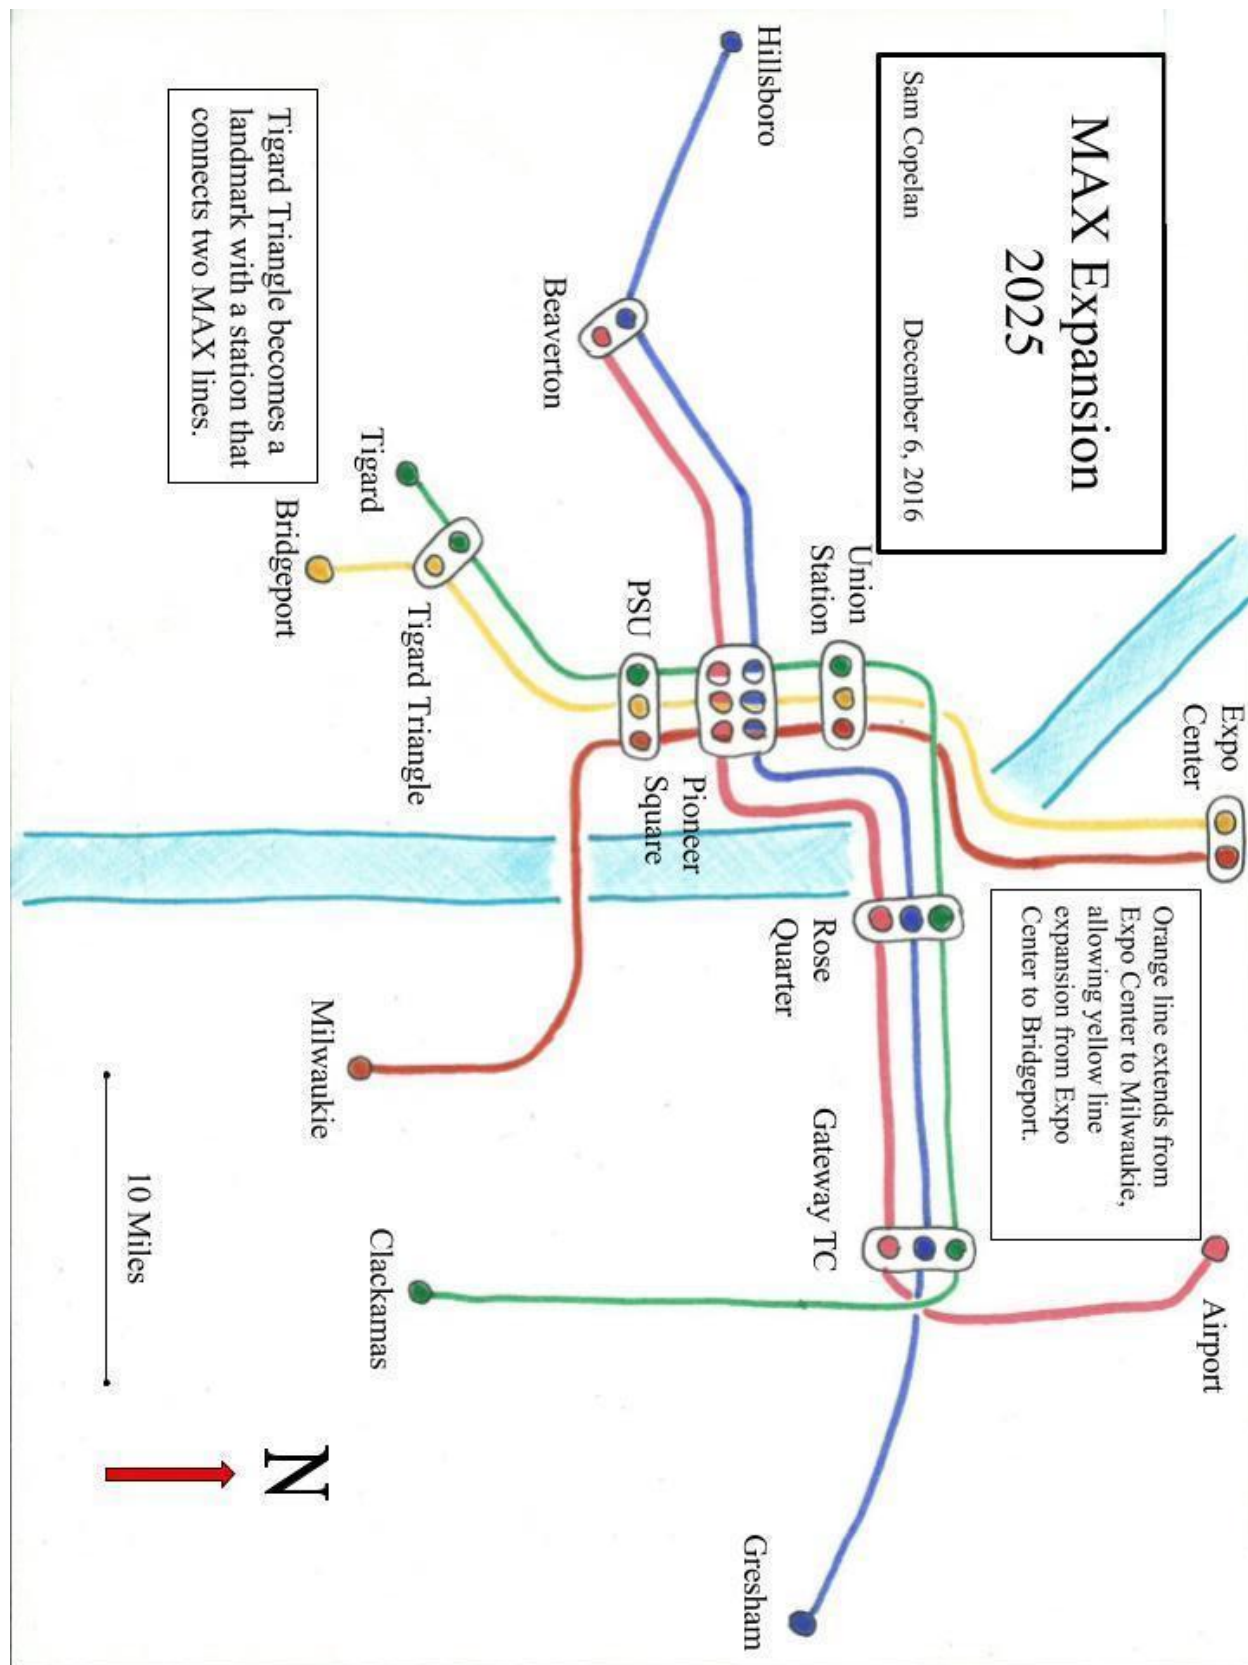 MAX Expansion
2025
Sam Copelan December 6, 2016
Expo
Center
Orange line extends from
Expo Center to Milwaukie,
allowing yellow line
expansion from Expo
Center to Bridgeport.
Airport
Union
Station
Hillsboro
Rose
Quarter
Gateway TC
Gresham
Pioneer
Square
PSU
Beaverton
Tigard Triangle
Tigard
Clackamas
Milwaukie
Bridgeport
Tigard Triangle becomes a
landmark with a station that
connects two MAX lines.
N
10 Miles